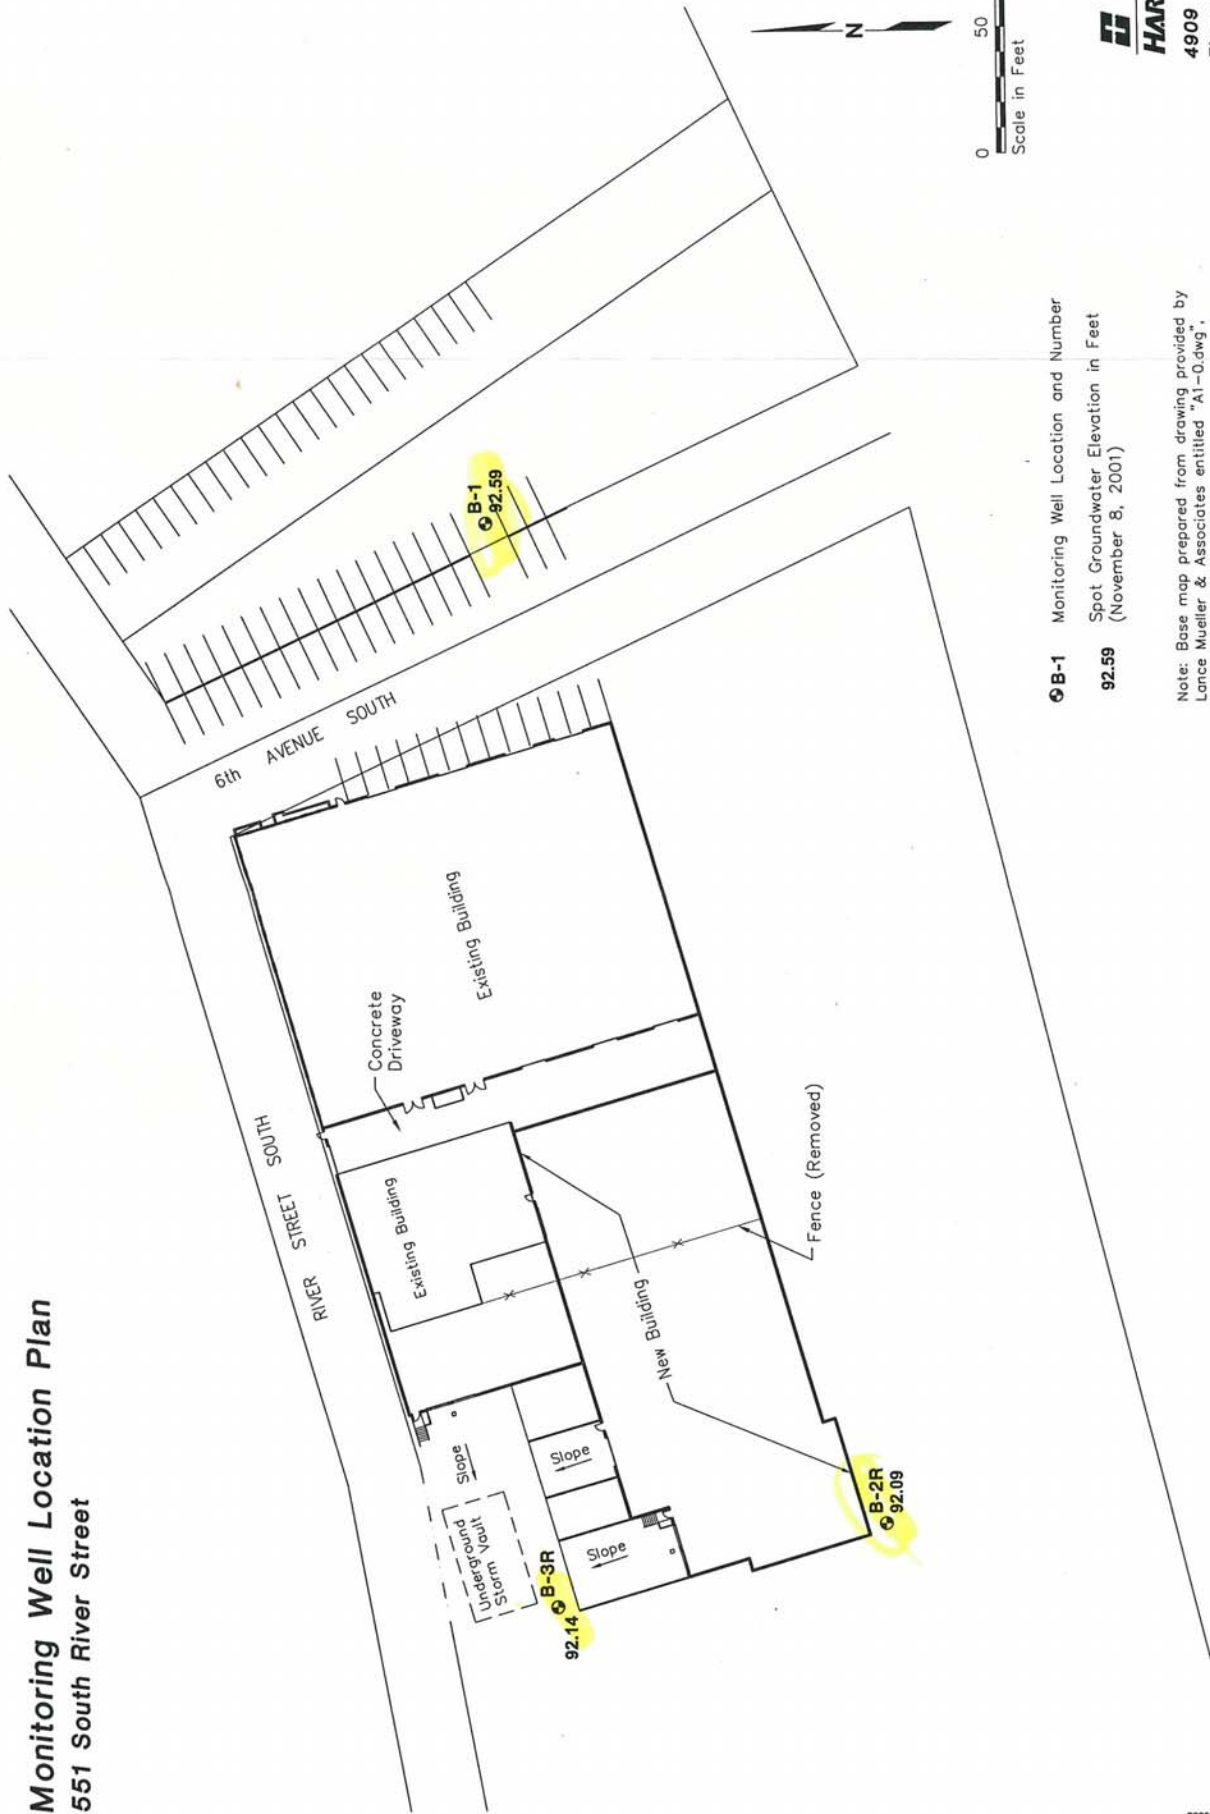 Monitoring Well Location Plan
551 South River Street
RIVER STREET SOUTH
6th AVENUE SOUTH
Concrete
Driveway
Existing Building
Existing Building
B-1
92.59
Slope
Underground
Storm Vault
Slope
Slope
New Building
Fence (Removed)
B-3R
92.14
B-2R
92.09
N
0 50
Scale in Feet
B-1 Monitoring Well Location and Number
92.59 Spot Groundwater Elevation in Feet
(November 8, 2001)
Note: Base map prepared from drawing provided by
Lance Mueller & Associates entitled "A1-0.dwg",
HAR
4909